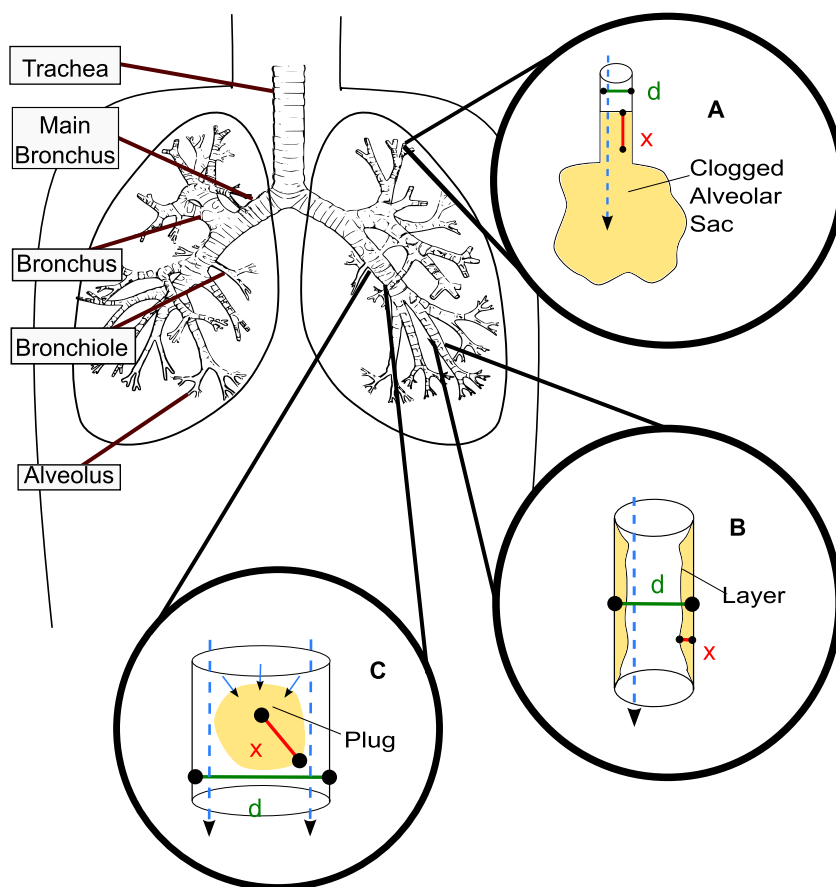 Trachea
Main
Bronchus
Bronchus
Bronchiole
Alveolus
A
d
x
Clogged
Alveolar
Sac
B
d
Layer
x
C
Plug
x
d